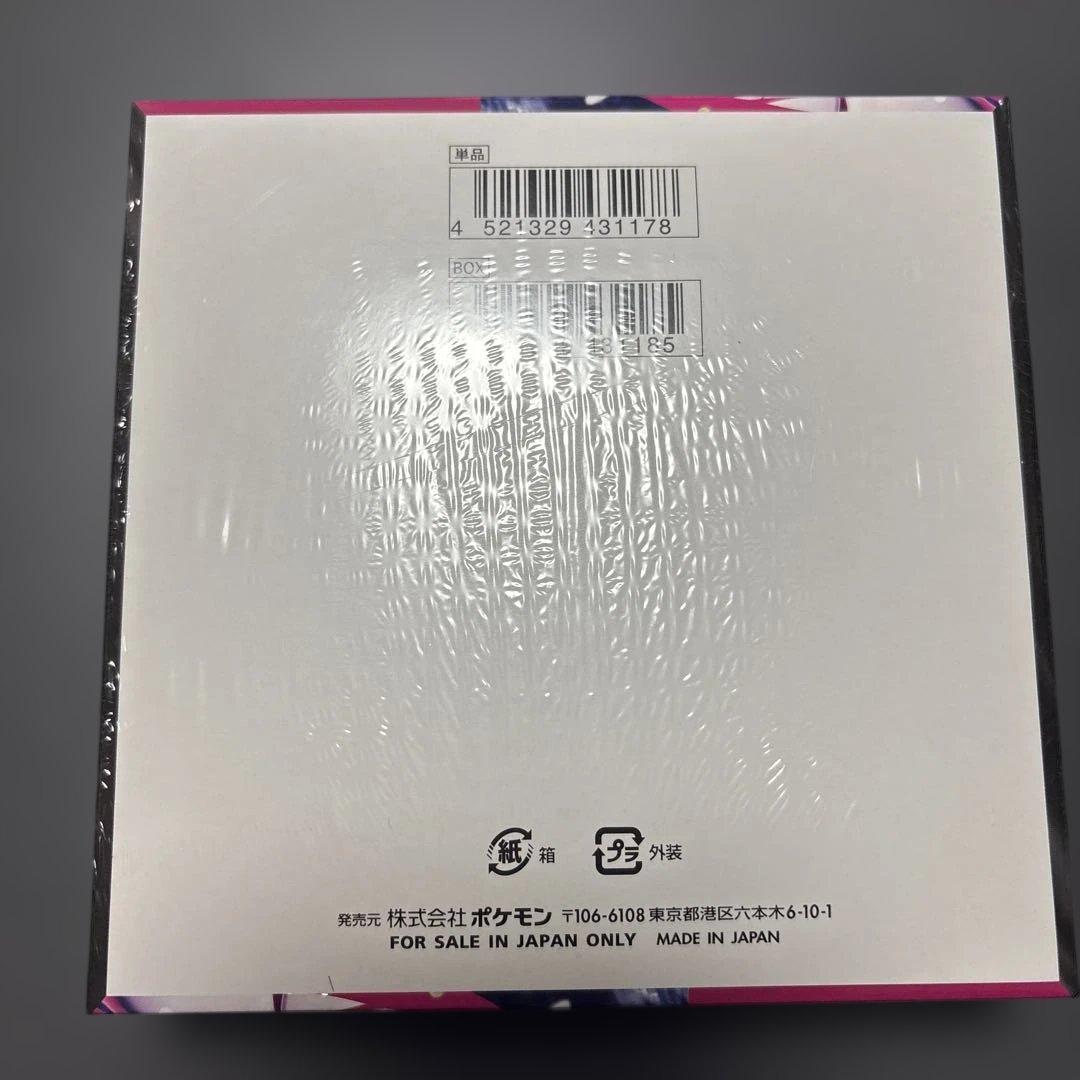 単品
4 521329 431178
BOX
431185
紙 箱
プラ 外装
発売元 株式会社 ポケモン 〒106-6108 東京都港区六本木6-10-1
FOR SALE IN JAPAN ONLY MADE IN JAPAN